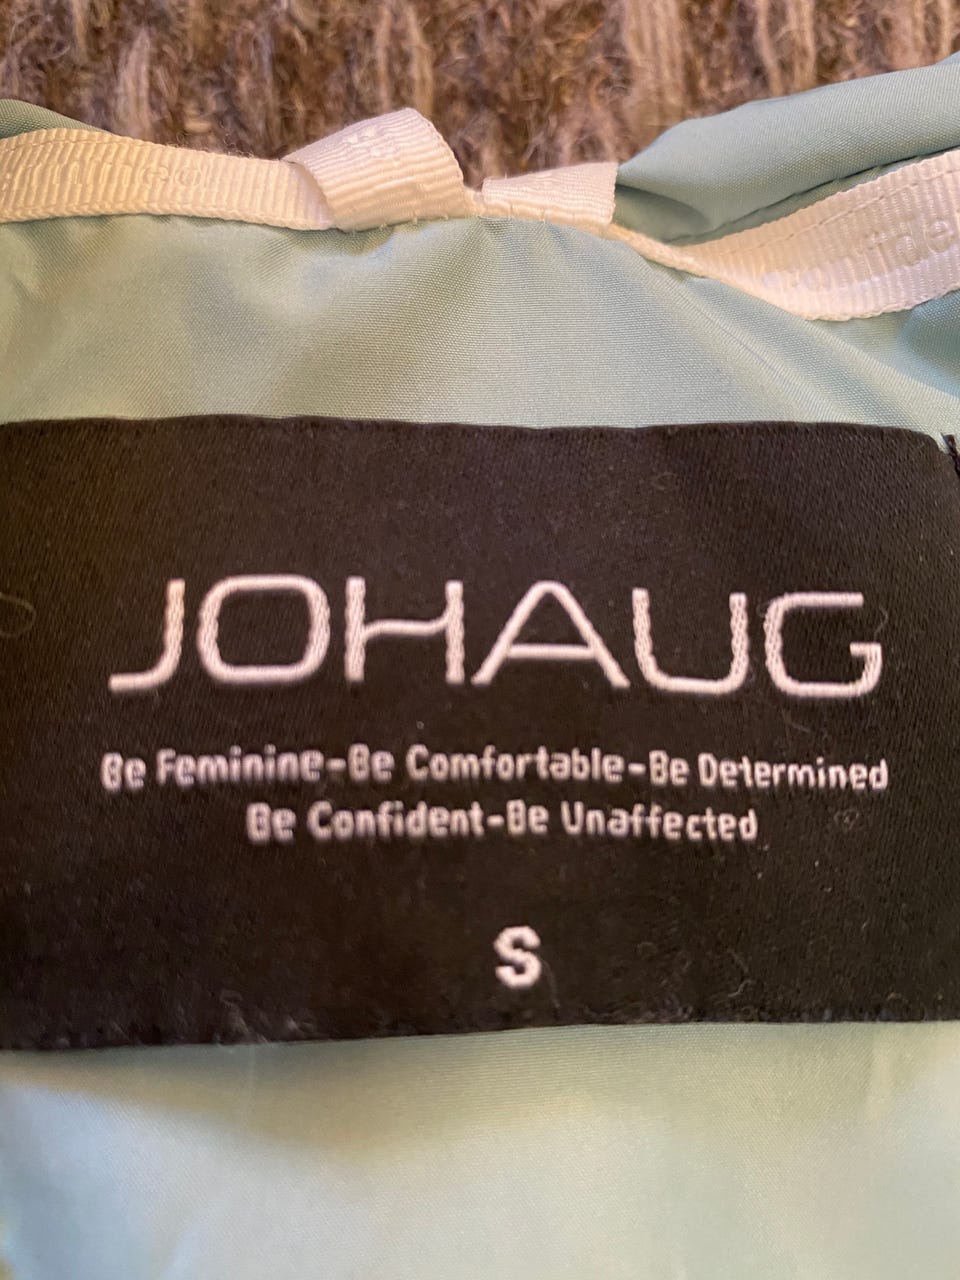 JOHAUG
Be Feminine-Be Comfortable-Be Determined
Be Confident-Be Unaffected
S